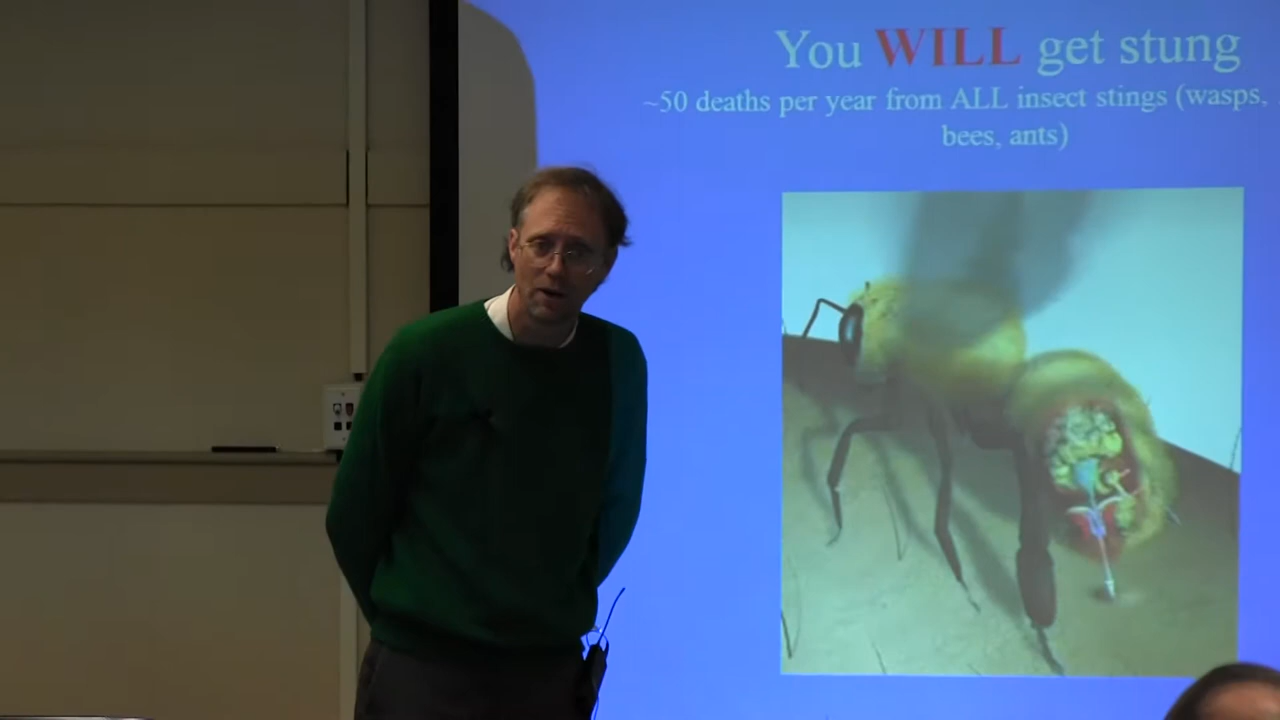 You WILL get stung
~50 deaths per year from ALL insect stings (wasps,
bees, ants)